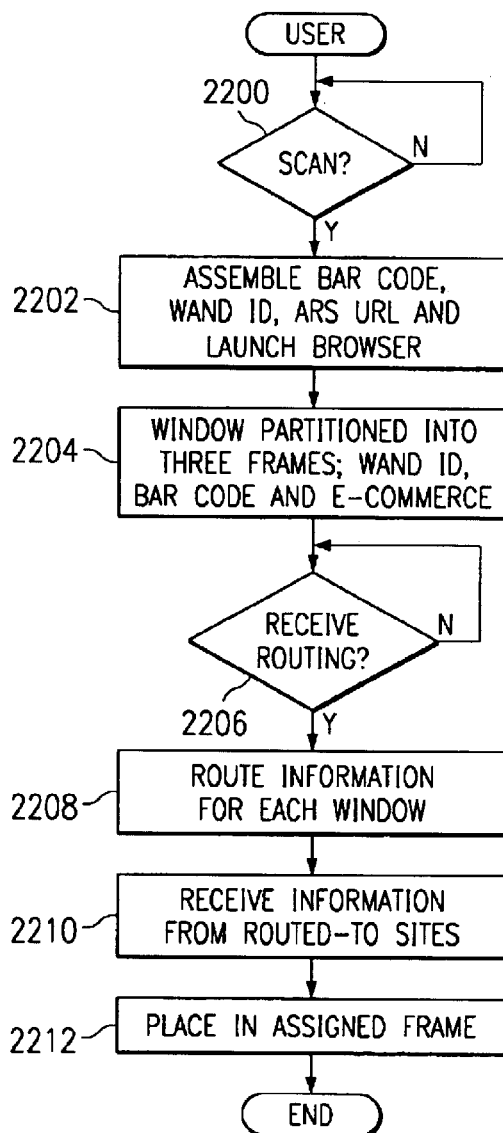 USER
2200
SCAN?
N
Y
2202
ASSEMBLE BAR CODE,
WAND ID, ARS URL AND
LAUNCH BROWSER
2204
WINDOW PARTITIONED INTO
THREE FRAMES; WAND ID,
BAR CODE AND E-COMMERCE
RECEIVE
ROUTING?
N
2206
Y
2208
ROUTE INFORMATION
FOR EACH WINDOW
2210
RECEIVE INFORMATION
FROM ROUTED-TO SITES
2212
PLACE IN ASSIGNED FRAME
END